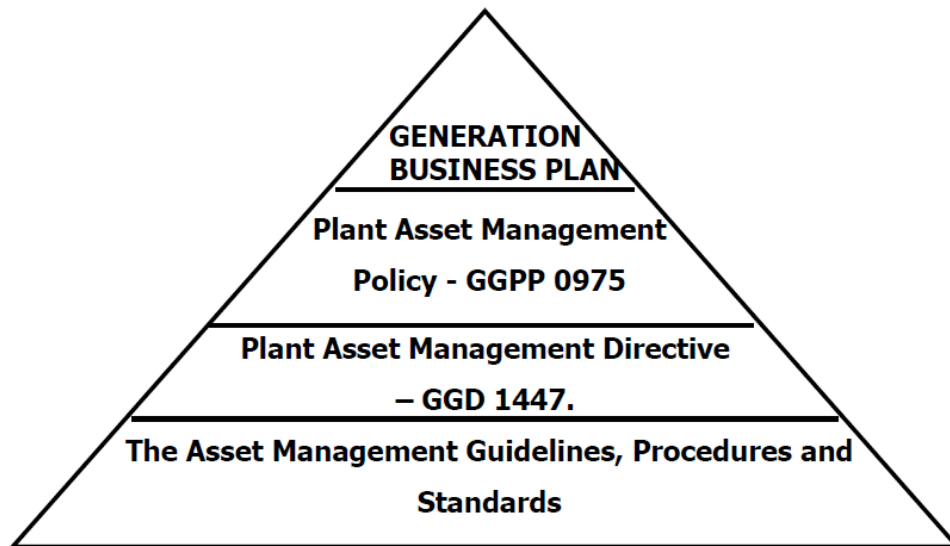 GENERATION
BUSINESS PLAN
Plant Asset Management
Policy - GGPP 0975
Plant Asset Management Directive
– GGD 1447.
The Asset Management Guidelines, Procedures and
Standards